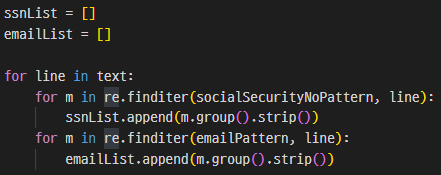 ssnList = []
emailList = []

for line in text:
    for m in re.finditer(socialSecurityNoPattern, line):
        ssnList.append(m.group().strip())
    for m in re.finditer(emailPattern, line):
        emailList.append(m.group().strip())